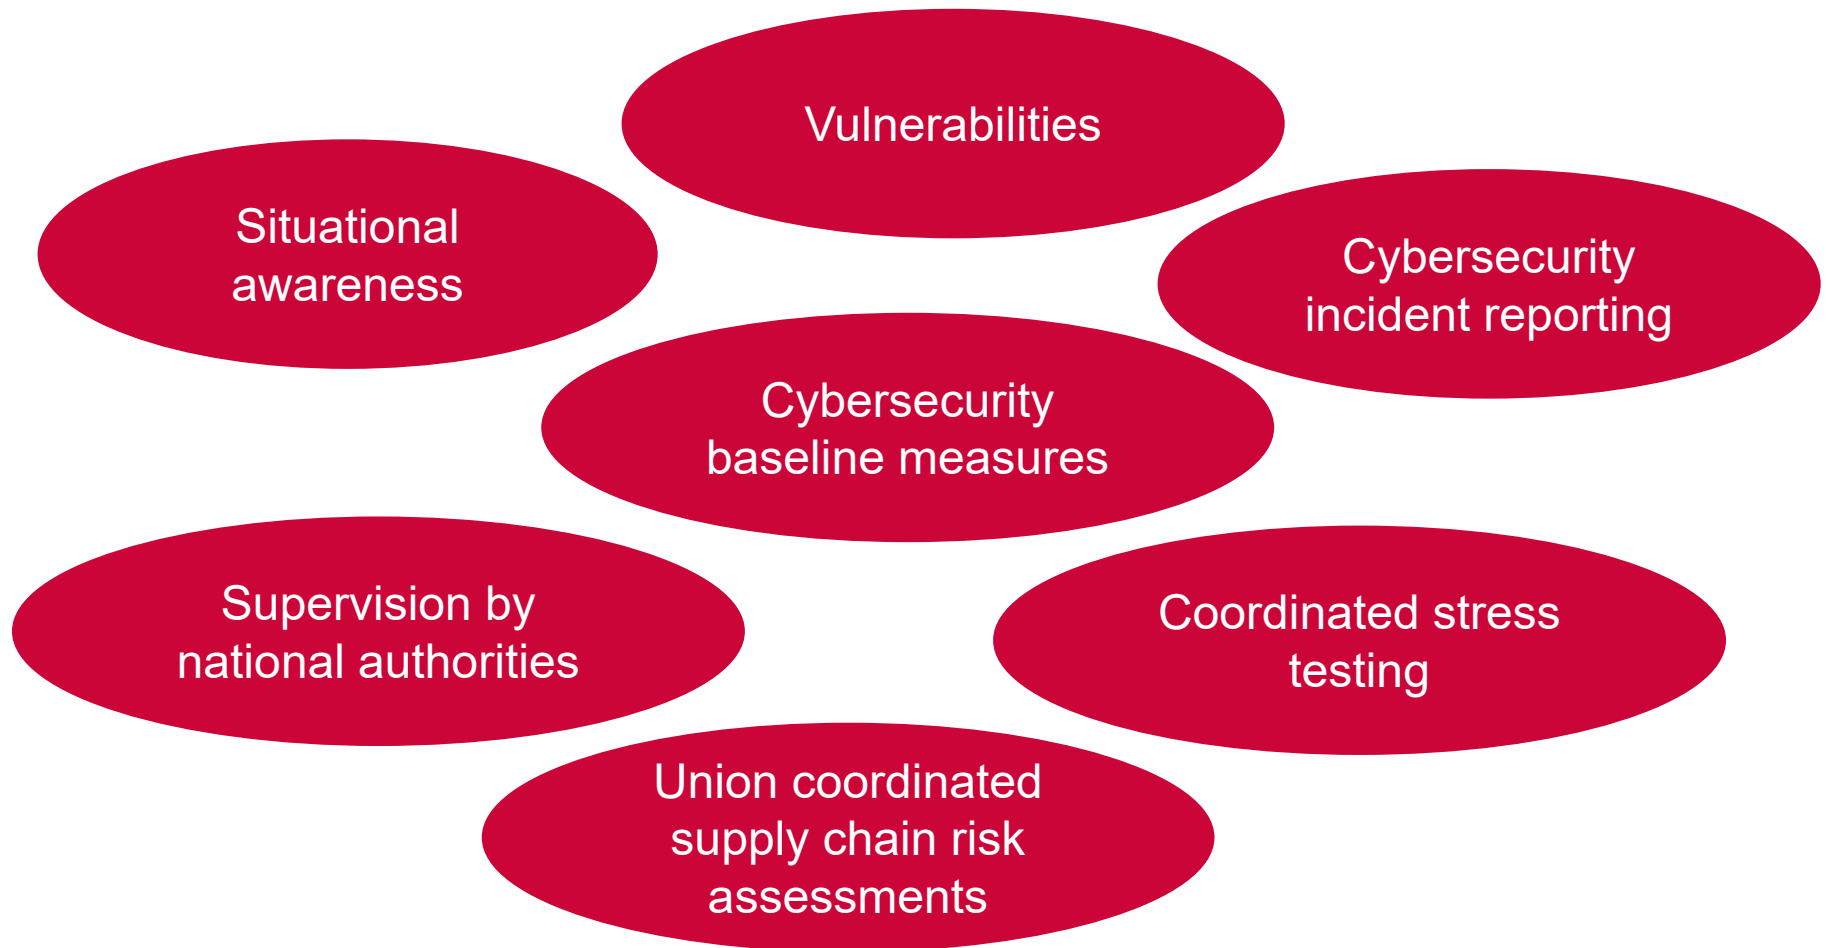 Vulnerabilities
Situational
awareness
Cybersecurity
incident reporting
Cybersecurity
baseline measures
Supervision by
national authorities
Coordinated stress
testing
Union coordinated
supply chain risk
assessments